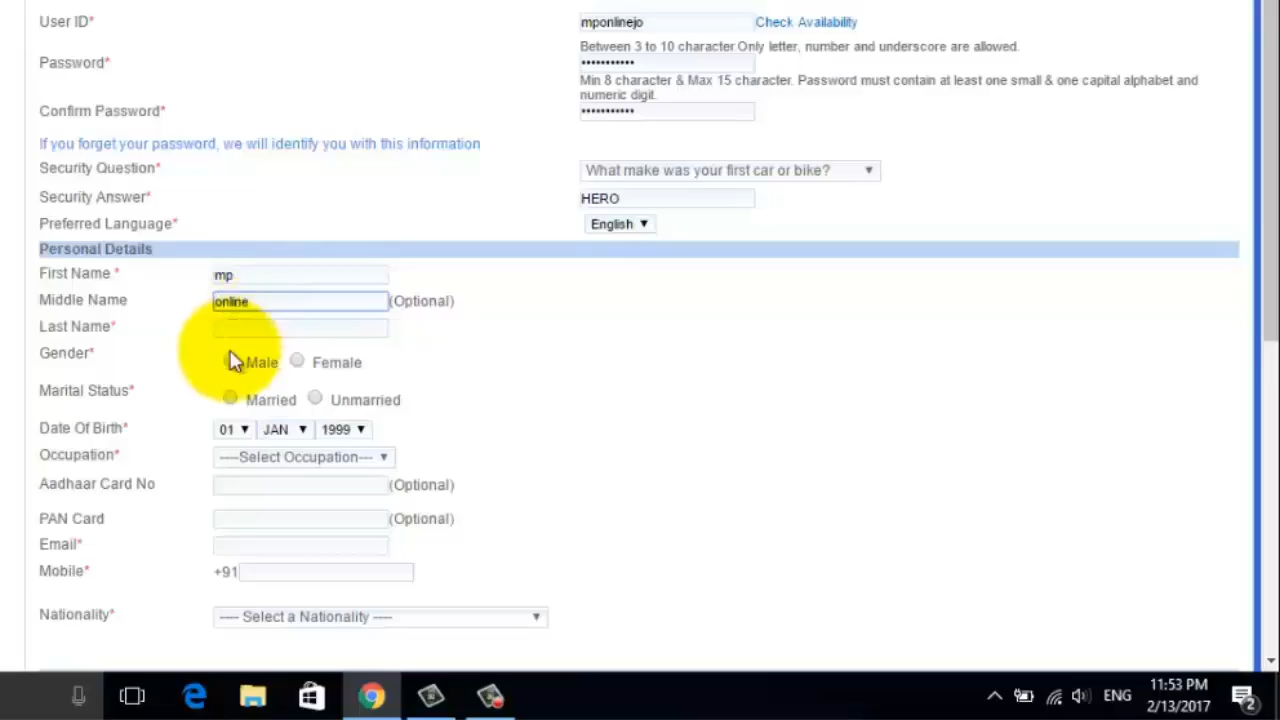 User ID* mponlinejo Check Availability
Between 3 to 10 character Only letter, number and underscore are allowed.
Password* •••••••••••
Min 8 character & Max 15 character. Password must contain at least one small & one capital alphabet and
numeric digit.
Confirm Password* •••••••••••
If you forget your password, we will identify you with this information
Security Question* What make was your first car or bike?
Security Answer* HERO
Preferred Language* English
Personal Details
First Name * mp
Middle Name online (Optional)
Last Name*
Gender* Male Female
Marital Status* Married Unmarried
Date Of Birth* 01 JAN 1999
Occupation* ----Select Occupation---
Aadhaar Card No (Optional)
PAN Card (Optional)
Email*
Mobile* +91
Nationality* ---- Select a Nationality ----
ENG
11:53 PM
2/13/2017
2